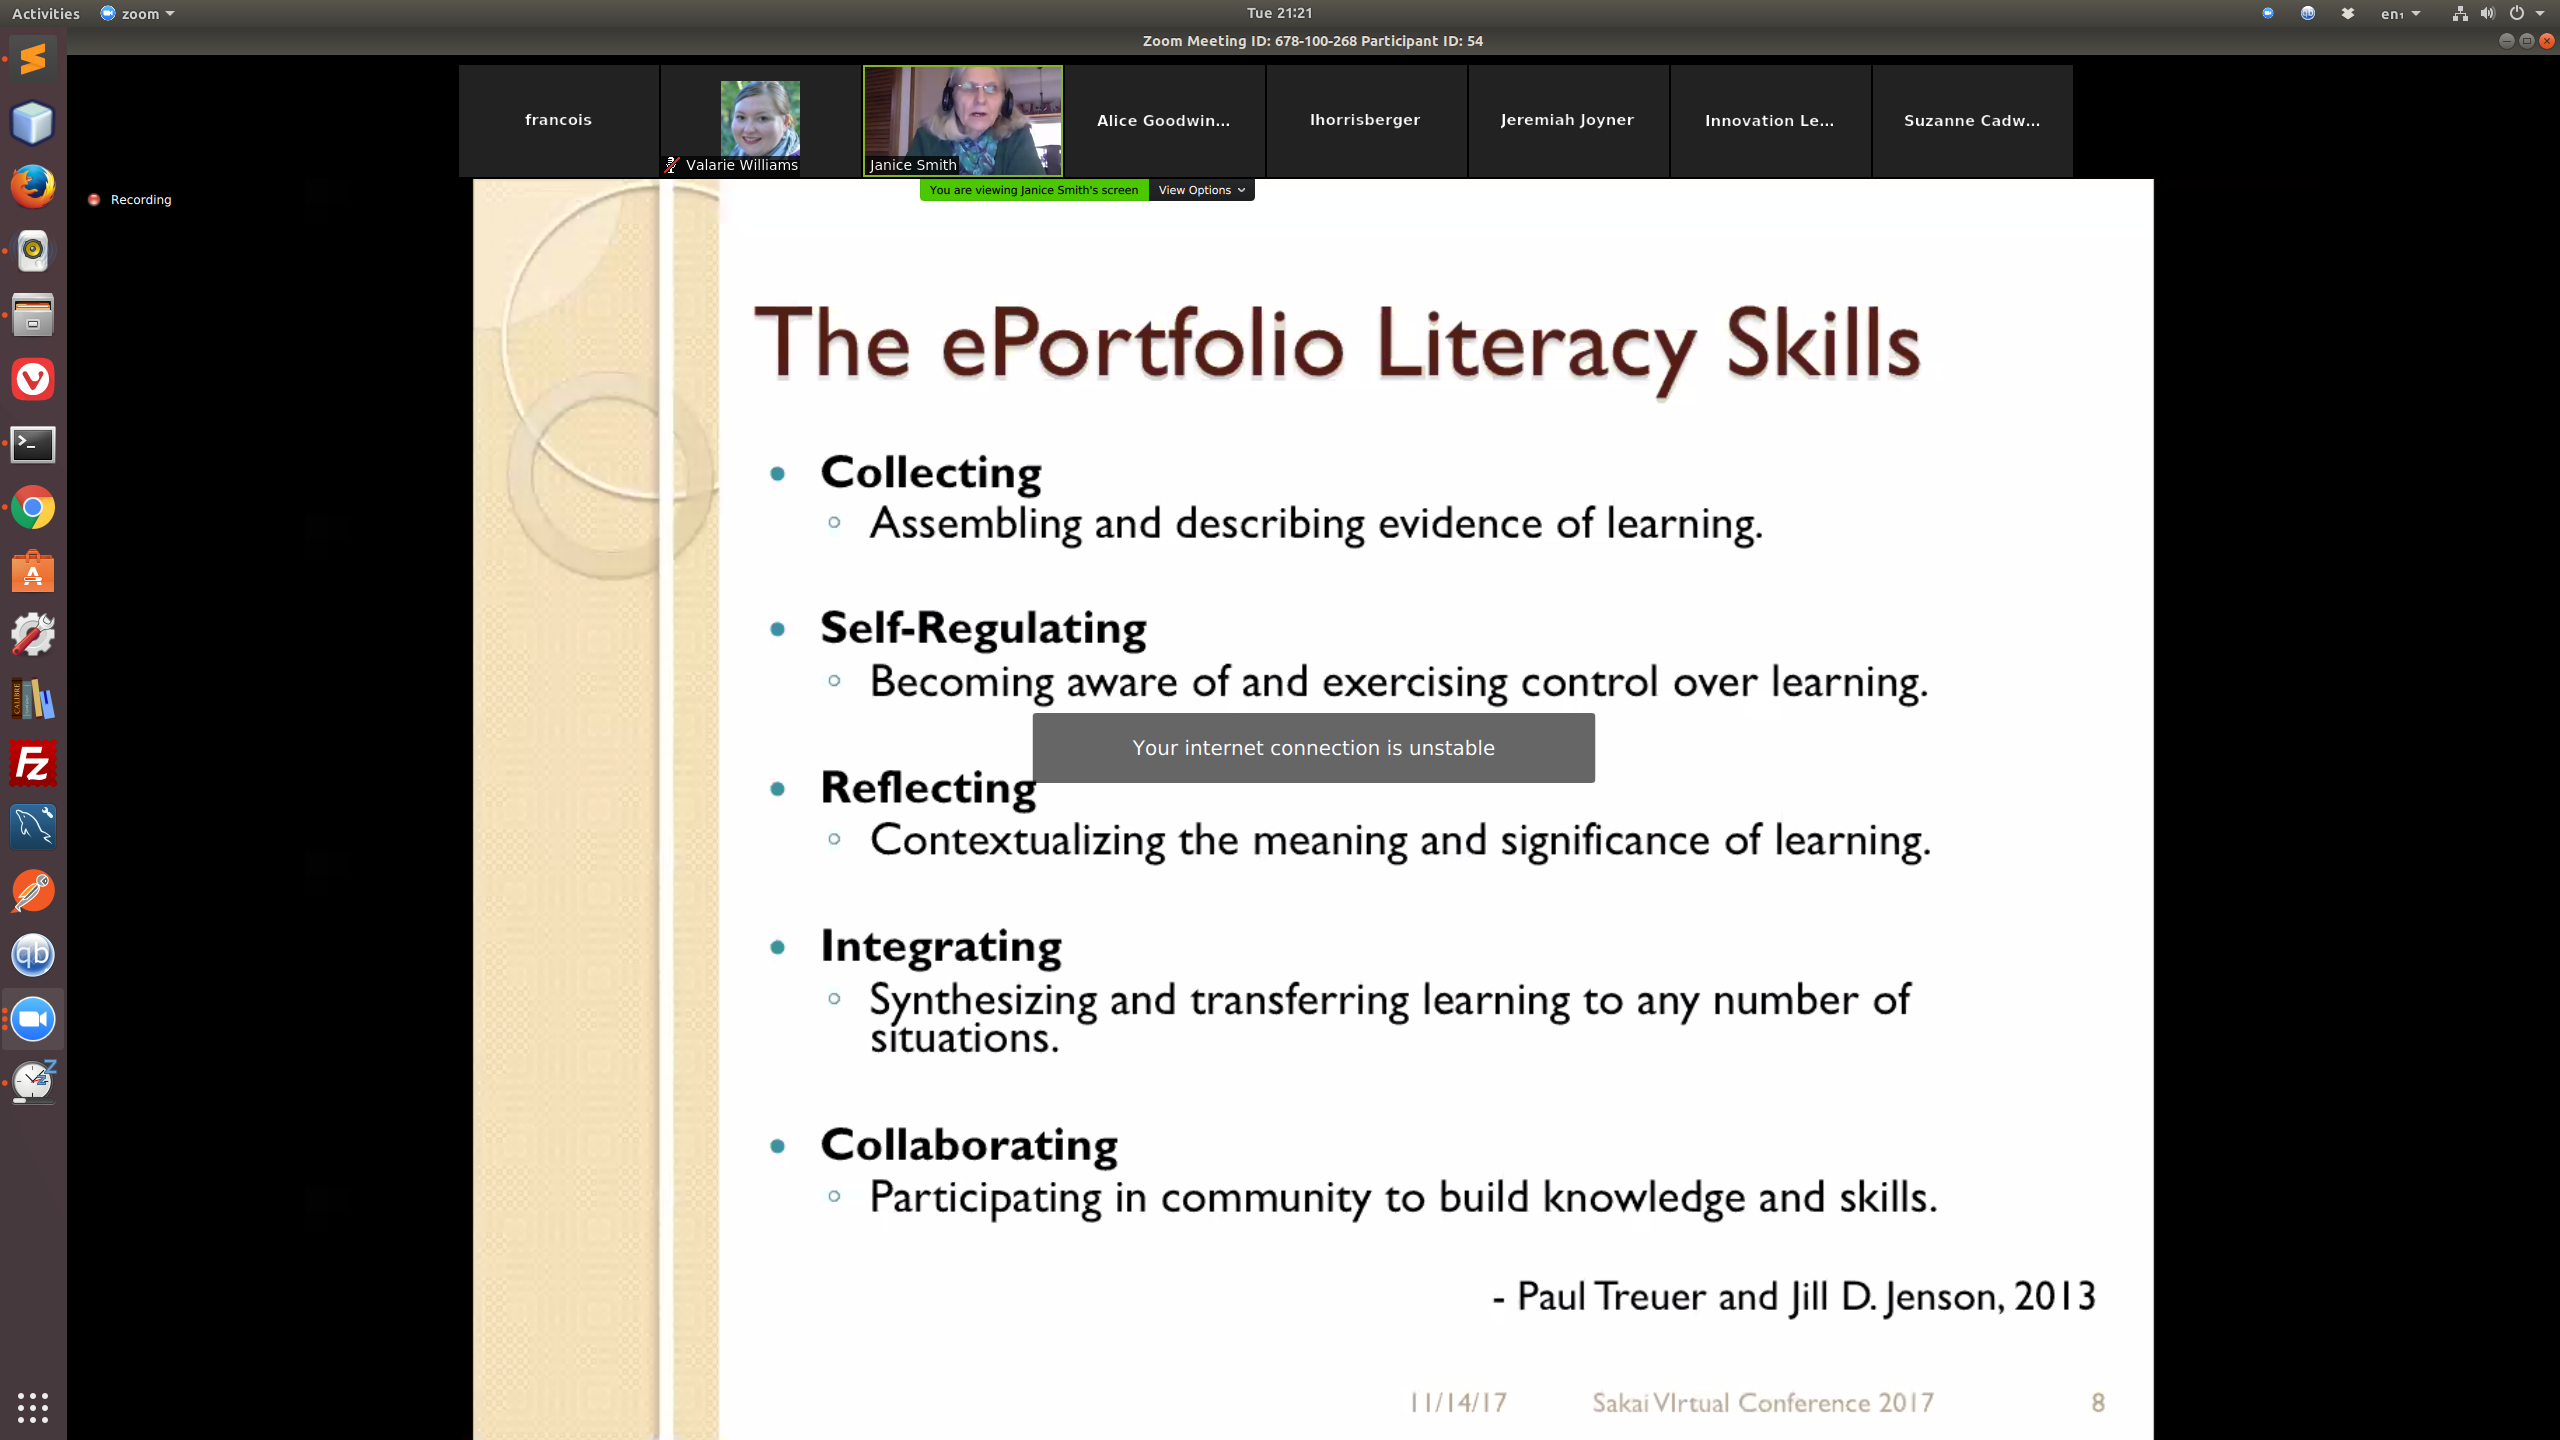 Activities
zoom
Tue 21:21
en₁
Zoom Meeting ID: 678-100-268 Participant ID: 54
francois
Valarie Williams
Janice Smith
Alice Goodwin...
lhorrisberger
Jeremiah Joyner
Innovation Le...
Suzanne Cadw...
You are viewing Janice Smith's screen
View Options
Recording
The ePortfolio Literacy Skills
• Collecting
◦ Assembling and describing evidence of learning.
• Self-Regulating
◦ Becoming aware of and exercising control over learning.
Your internet connection is unstable
• Reflecting
◦ Contextualizing the meaning and significance of learning.
• Integrating
◦ Synthesizing and transferring learning to any number of
situations.
• Collaborating
◦ Participating in community to build knowledge and skills.
- Paul Treuer and Jill D. Jenson, 2013
11/14/17
Sakai VIrtual Conference 2017
8
CALIBRE
Fz
qb